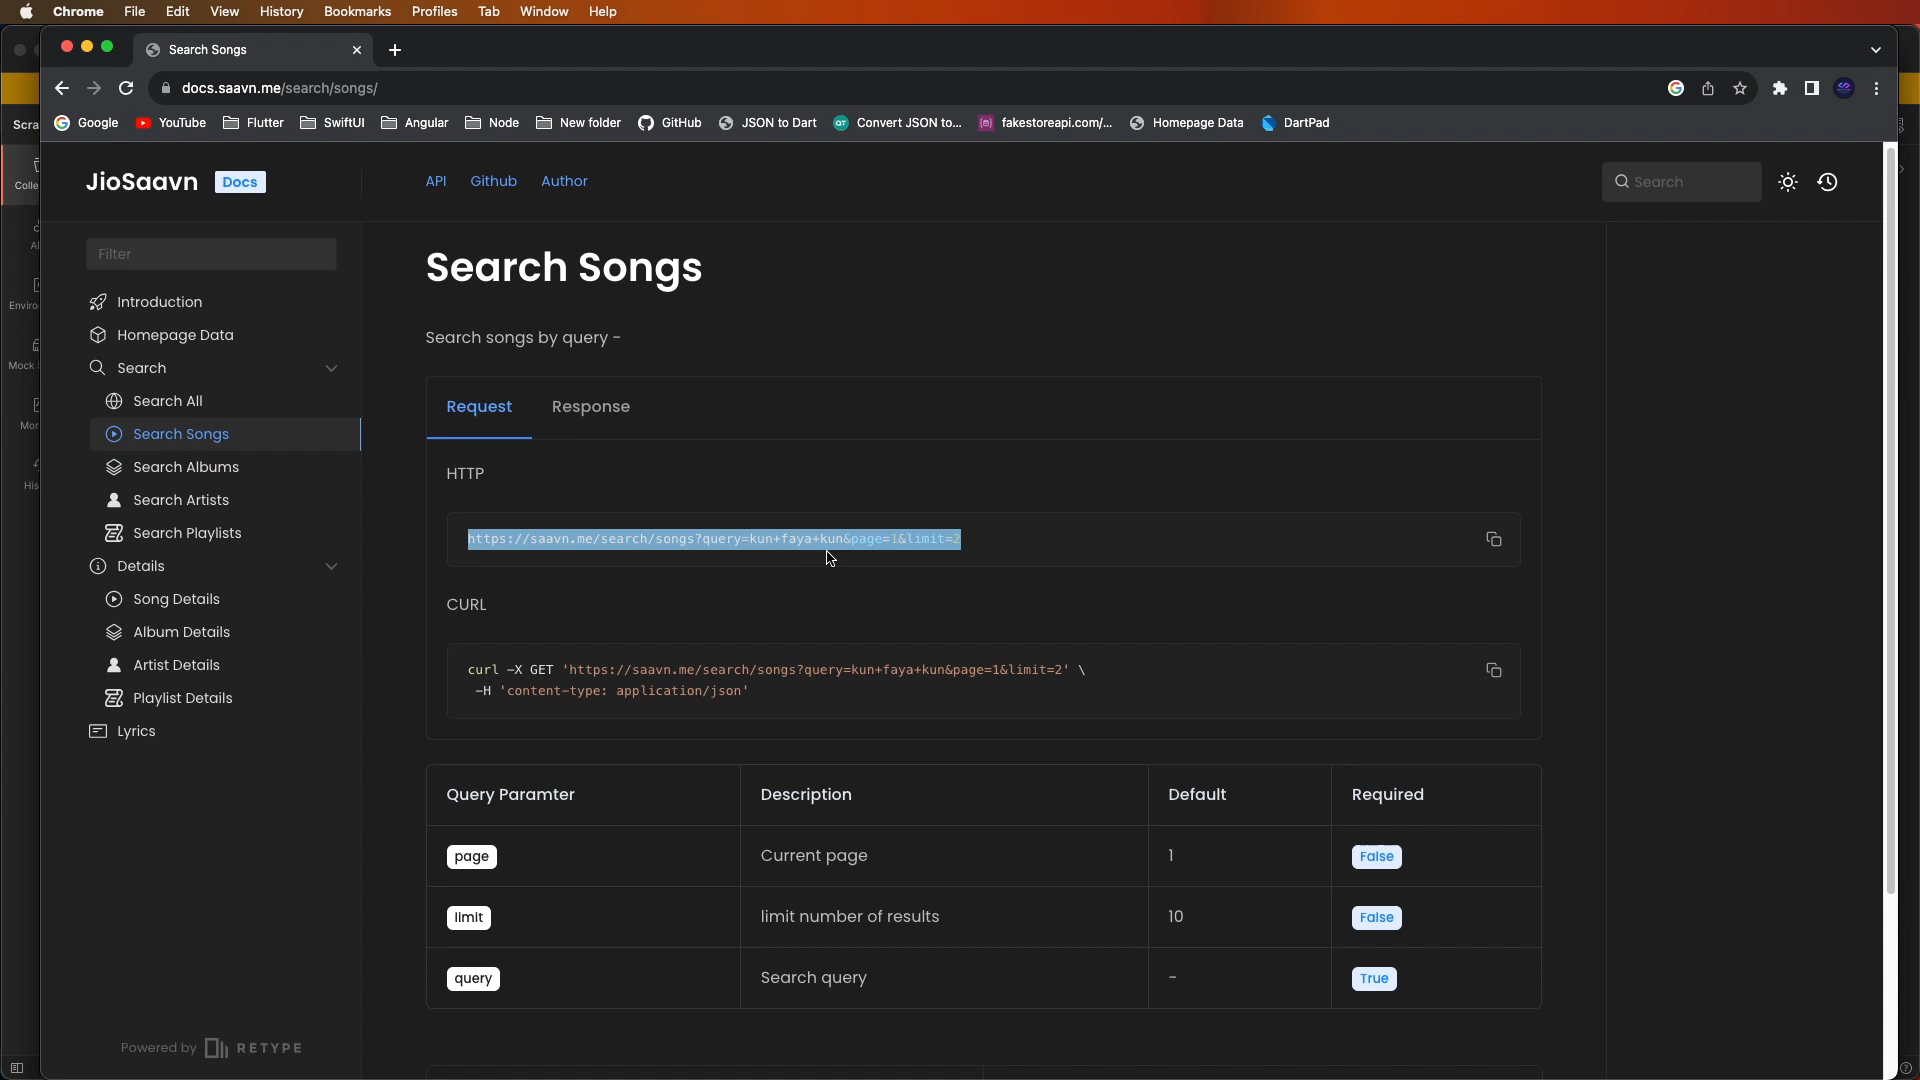 Chrome File Edit View History Bookmarks Profiles Tab Window Help
Search Songs
docs.saavn.me/search/songs/
Google YouTube Flutter SwiftUI Angular Node New folder GitHub JSON to Dart Convert JSON to... fakestoreapi.com/... Homepage Data DartPad
Scra
Colle
Enviro
Mock
Mor
His
JioSaavn Docs
API Github Author
Search
Filter
Introduction
Homepage Data
Search
Search All
Search Songs
Search Albums
Search Artists
Search Playlists
Details
Song Details
Album Details
Artist Details
Playlist Details
Lyrics
Powered by RETYPE
Search Songs
Search songs by query -
Request Response
HTTP
https://saavn.me/search/songs?query=kun+faya+kun&page=1&limit=2
CURL
curl -X GET 'https://saavn.me/search/songs?query=kun+faya+kun&page=1&limit=2' \
-H 'content-type: application/json'
Query Paramter Description Default Required
page Current page 1 False
limit limit number of results 10 False
query Search query - True